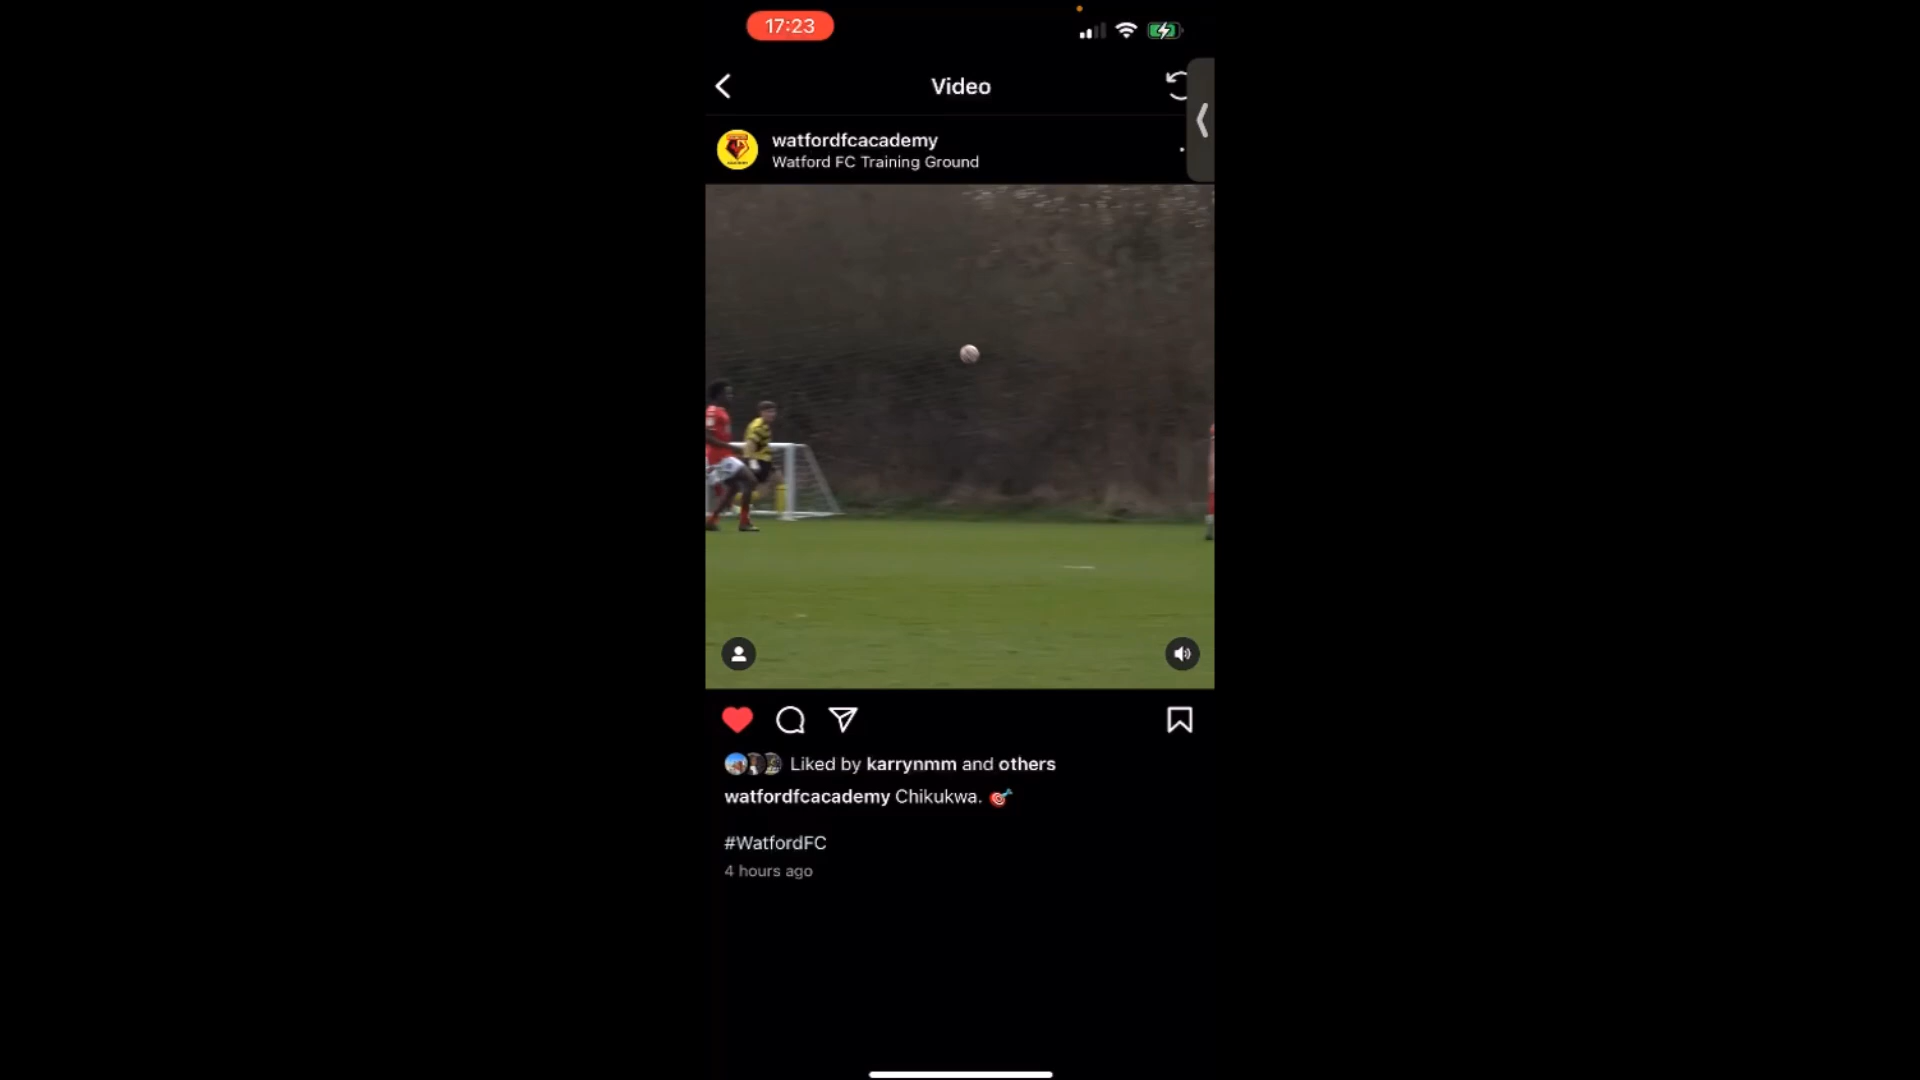 17:23
Video
watfordfcacademy
Watford FC Training Ground
Liked by karrynmm and others
watfordfcacademy Chikukwa. 🎯
#WatfordFC
4 hours ago